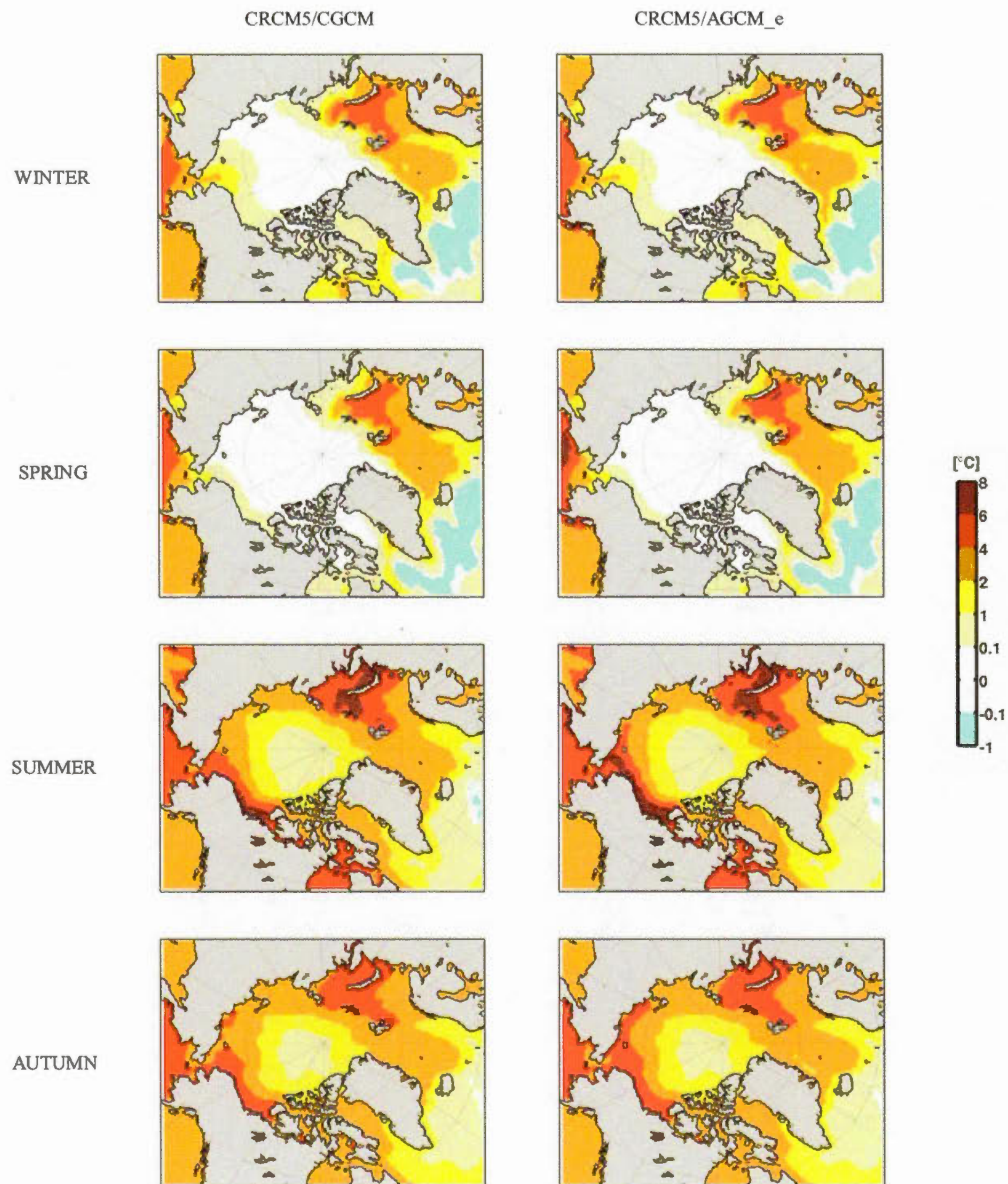 CRCM5/CGCM
CRCM5/AGCM_e
WINTER
SPRING
[°C]
8
6
4
2
1
0.1
0
-0.1
-1
SUMMER
AUTUMN